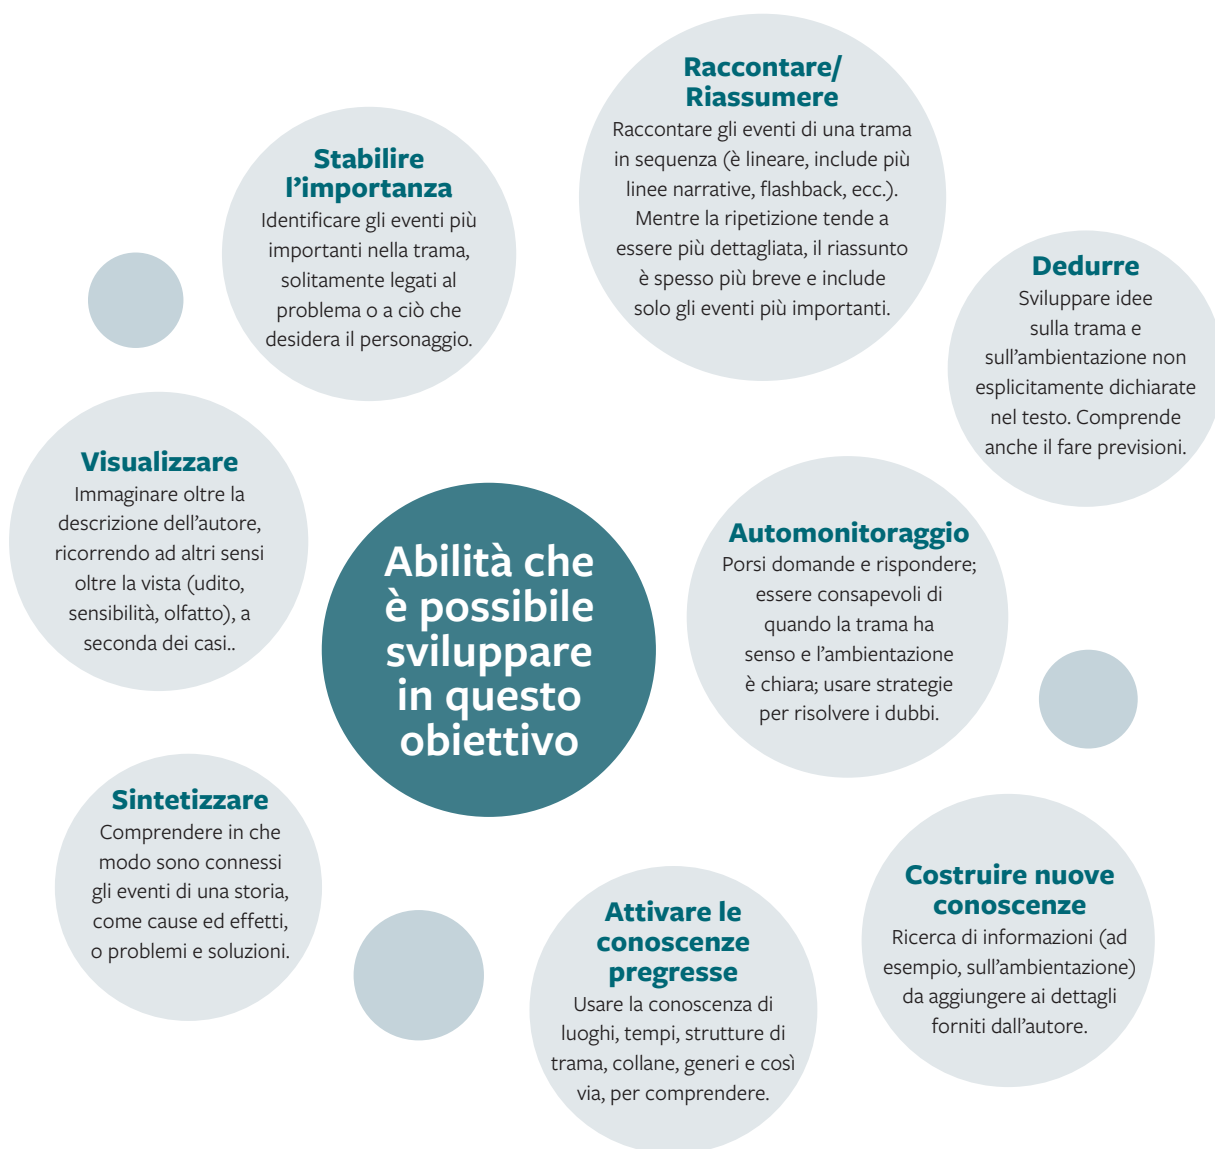 Raccontare/
Riassumere
Raccontare gli eventi di una trama
in sequenza (è lineare, include più
linee narrative, flashback, ecc.).
Mentre la ripetizione tende a
essere più dettagliata, il riassunto
è spesso più breve e include
solo gli eventi più importanti.
Stabilire
l'importanza
Identificare gli eventi più
importanti nella trama,
solitamente legati al
problema o a ciò che
desidera il personaggio.
Dedurre
Sviluppare idee
sulla trama e
sull'ambientazione non
esplicitamente dichiarate
nel testo. Comprende
anche il fare previsioni.
Visualizzare
Immaginare oltre la
descrizione dell'autore,
ricorrendo ad altri sensi
oltre la vista (udito,
sensibilità, olfatto), a
seconda dei casi..
Abilità che
è possibile
sviluppare
in questo
obiettivo
Automonitoraggio
Porsi domande e rispondere;
essere consapevoli di
quando la trama ha
senso e l'ambientazione
è chiara; usare strategie
per risolvere i dubbi.
Sintetizzare
Comprendere in che
modo sono connessi
gli eventi di una storia,
come cause ed effetti,
o problemi e soluzioni.
Attivare le
conoscenze
pregresse
Usare la conoscenza di
luoghi, tempi, strutture di
trama, collane, generi e così
via, per comprendere.
Costruire nuove
conoscenze
Ricerca di informazioni (ad
esempio, sull'ambientazione)
da aggiungere ai dettagli
forniti dall'autore.